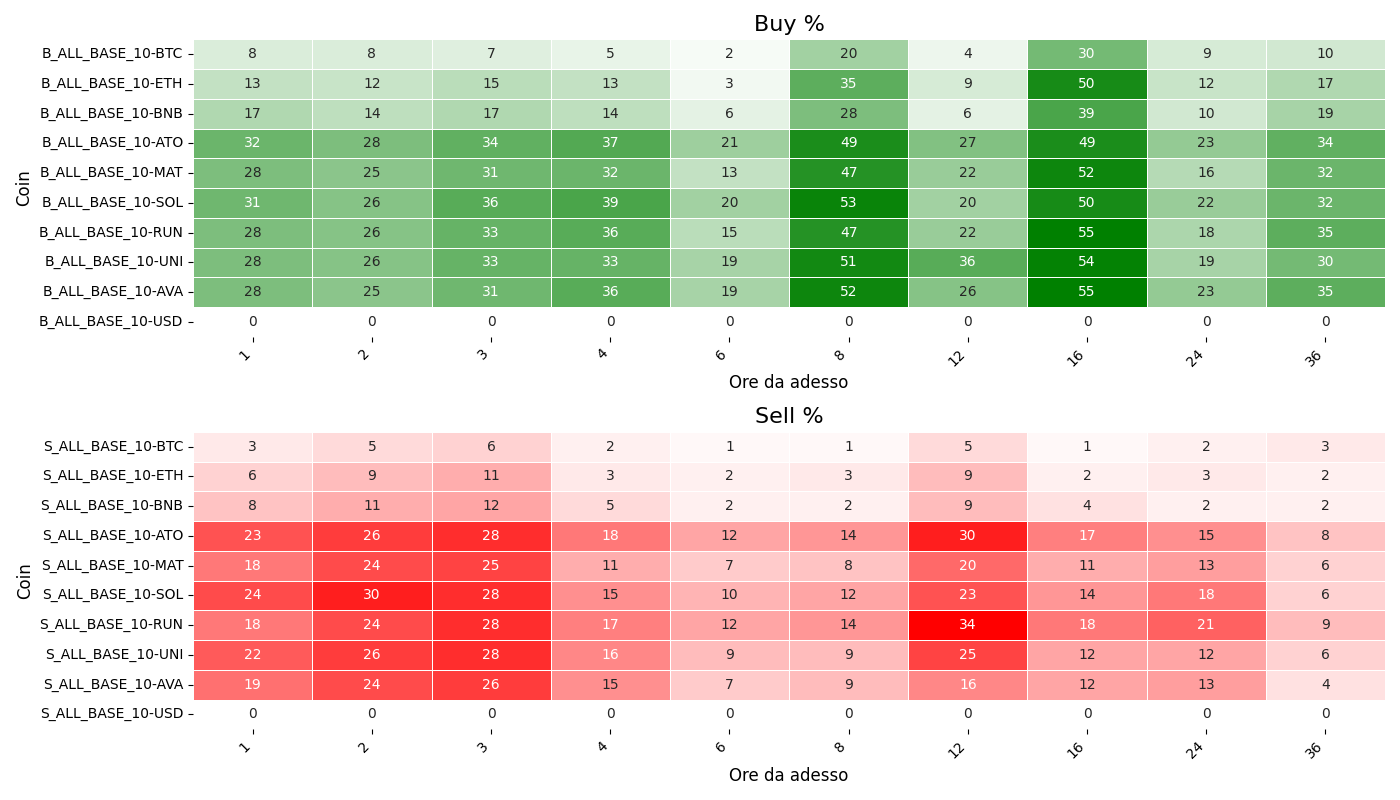 Buy %
Coin
B_ALL_BASE_10-BTC 8 8 7 5 2 20 4 30 9 10
B_ALL_BASE_10-ETH 13 12 15 13 3 35 9 50 12 17
B_ALL_BASE_10-BNB 17 14 17 14 6 28 6 39 10 19
B_ALL_BASE_10-ATO 32 28 34 37 21 49 27 49 23 34
B_ALL_BASE_10-MAT 28 25 31 32 13 47 22 52 16 32
B_ALL_BASE_10-SOL 31 26 36 39 20 53 20 50 22 32
B_ALL_BASE_10-RUN 28 26 33 36 15 47 22 55 18 35
B_ALL_BASE_10-UNI 28 26 33 33 19 51 36 54 19 30
B_ALL_BASE_10-AVA 28 25 31 36 19 52 26 55 23 35
B_ALL_BASE_10-USD 0 0 0 0 0 0 0 0 0 0
1 2 3 4 6 8 12 16 24 36
Ore da adesso
Sell %
Coin
S_ALL_BASE_10-BTC 3 5 6 2 1 1 5 1 2 3
S_ALL_BASE_10-ETH 6 9 11 3 2 3 9 2 3 2
S_ALL_BASE_10-BNB 8 11 12 5 2 2 9 4 2 2
S_ALL_BASE_10-ATO 23 26 28 18 12 14 30 17 15 8
S_ALL_BASE_10-MAT 18 24 25 11 7 8 20 11 13 6
S_ALL_BASE_10-SOL 24 30 28 15 10 12 23 14 18 6
S_ALL_BASE_10-RUN 18 24 28 17 12 14 34 18 21 9
S_ALL_BASE_10-UNI 22 26 28 16 9 9 25 12 12 6
S_ALL_BASE_10-AVA 19 24 26 15 7 9 16 12 13 4
S_ALL_BASE_10-USD 0 0 0 0 0 0 0 0 0 0
1 2 3 4 6 8 12 16 24 36
Ore da adesso